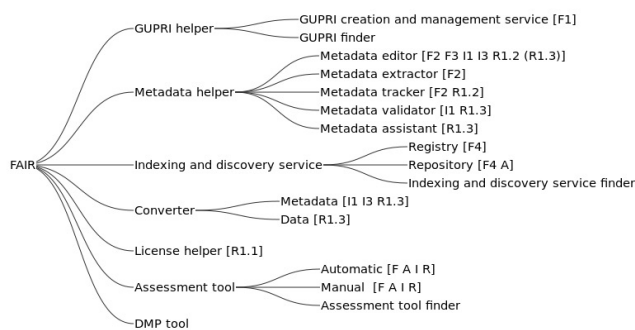 GUPRI creation and management service [F1]
GUPRI helper
GUPRI finder
Metadata editor [F2 F3 I1 I3 R1.2 (R1.3)]
Metadata extractor [F2]
Metadata helper
Metadata tracker [F2 R1.2]
Metadata validator [I1 R1.3]
Metadata assistant [R1.3]
Registry [F4]
FAIR
Indexing and discovery service
Repository [F4 A]
Indexing and discovery service finder
Metadata [I1 I3 R1.3]
Converter
Data [R1.3]
License helper [R1.1]
Automatic [F A I R]
Assessment tool
Manual [F A I R]
Assessment tool finder
DMP tool